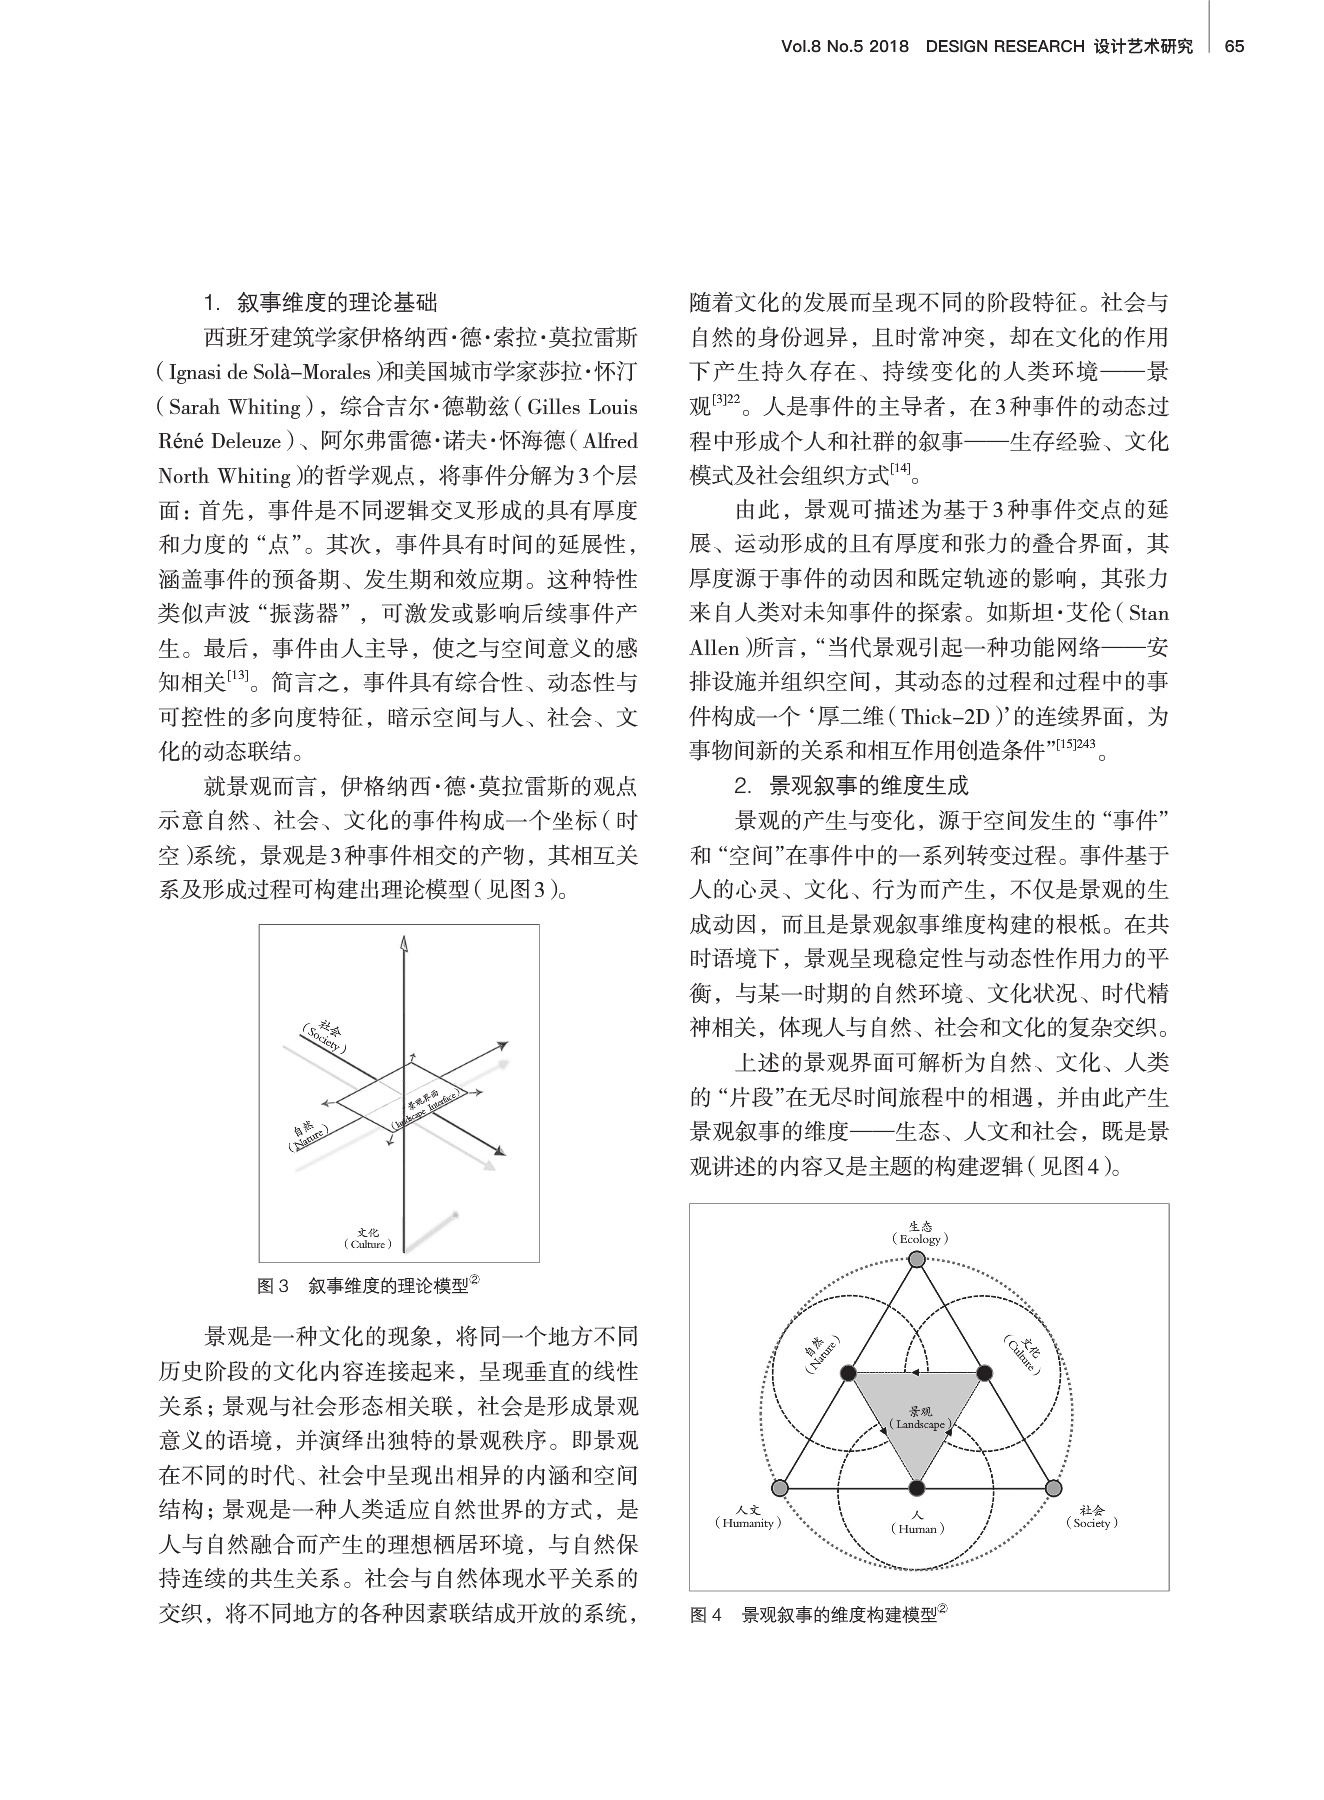 Vol.8 No.5 2018 DESIGN RESEARCH 设计艺术研究 65
1. 叙事维度的理论基础
西班牙建筑学家伊格纳西·德·索拉·莫拉雷斯
(Ignasi de Solà–Morales)和美国城市学家莎拉·怀汀
(Sarah Whiting),综合吉尔·德勒兹(Gilles Louis
Réné Deleuze)、阿尔弗雷德·诺夫·怀海德(Alfred
North Whiting)的哲学观点,将事件分解为3个层
面:首先,事件是不同逻辑交叉形成的具有厚度
和力度的“点”。其次,事件具有时间的延展性,
涵盖事件的预备期、发生期和效应期。这种特性
类似声波“振荡器”,可激发或影响后续事件产
生。最后,事件由人主导,使之与空间意义的感
知相关[13]。简言之,事件具有综合性、动态性与
可控性的多向度特征,暗示空间与人、社会、文
化的动态联结。
就景观而言,伊格纳西·德·莫拉雷斯的观点
示意自然、社会、文化的事件构成一个坐标(时
空)系统,景观是3种事件相交的产物,其相互关
系及形成过程可构建出理论模型(见图3)。
社会
(Society)
景观界面
(landscape Interface)
自然
(Nature)
文化
(Culture)
图3 叙事维度的理论模型②
景观是一种文化的现象,将同一个地方不同
历史阶段的文化内容连接起来,呈现垂直的线性
关系;景观与社会形态相关联,社会是形成景观
意义的语境,并演绎出独特的景观秩序。即景观
在不同的时代、社会中呈现出相异的内涵和空间
结构;景观是一种人类适应自然世界的方式,是
人与自然融合而产生的理想栖居环境,与自然保
持连续的共生关系。社会与自然体现水平关系的
交织,将不同地方的各种因素联结成开放的系统,
随着文化的发展而呈现不同的阶段特征。社会与
自然的身份迥异,且时常冲突,却在文化的作用
下产生持久存在、持续变化的人类环境——景
观[3]22。人是事件的主导者,在3种事件的动态过
程中形成个人和社群的叙事——生存经验、文化
模式及社会组织方式[14]。
由此,景观可描述为基于3种事件交点的延
展、运动形成的且有厚度和张力的叠合界面,其
厚度源于事件的动因和既定轨迹的影响,其张力
来自人类对未知事件的探索。如斯坦·艾伦(Stan
Allen)所言,“当代景观引起一种功能网络——安
排设施并组织空间,其动态的过程和过程中的事
件构成一个‘厚二维(Thick–2D)’的连续界面,为
事物间新的关系和相互作用创造条件”[15]243。
2. 景观叙事的维度生成
景观的产生与变化,源于空间发生的“事件”
和“空间”在事件中的一系列转变过程。事件基于
人的心灵、文化、行为而产生,不仅是景观的生
成动因,而且是景观叙事维度构建的根柢。在共
时语境下,景观呈现稳定性与动态性作用力的平
衡,与某一时期的自然环境、文化状况、时代精
神相关,体现人与自然、社会和文化的复杂交织。
上述的景观界面可解析为自然、文化、人类
的“片段”在无尽时间旅程中的相遇,并由此产生
景观叙事的维度——生态、人文和社会,既是景
观讲述的内容又是主题的构建逻辑(见图4)。
生态
(Ecology)
自然
(Nature)
文化
(Culture)
景观
(Landscape)
人文
(Humanity)
人
(Human)
社会
(Society)
图4 景观叙事的维度构建模型②